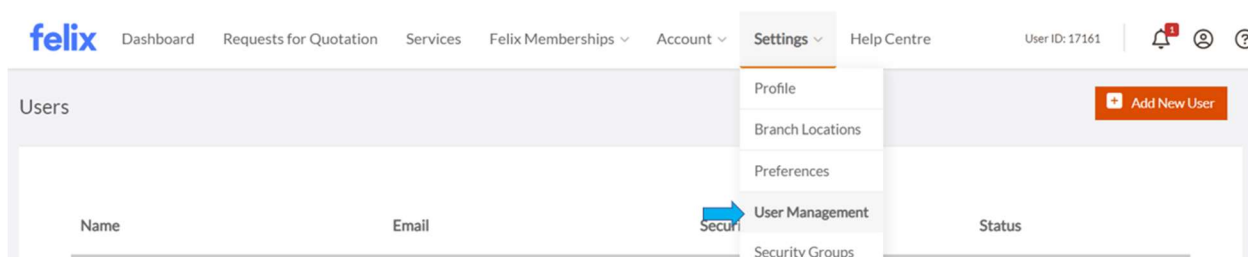 felix Dashboard Requests for Quotation Services Felix Memberships Account Settings Help Centre User ID: 17161 1
Profile
Users
Add New User
Branch Locations
Preferences
User Management
Name Email Securi Status
Security Groups